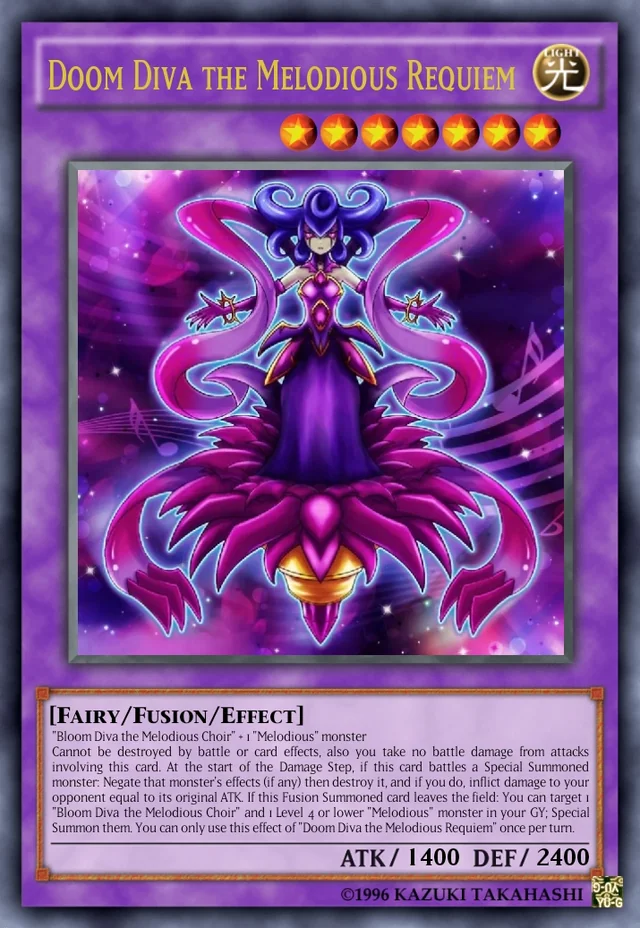 Doom Diva the Melodious Requiem
LIGHT
光
[Fairy/Fusion/Effect]
"Bloom Diva the Melodious Choir" + 1 "Melodious" monster
Cannot be destroyed by battle or card effects, also you take no battle damage from attacks
involving this card. At the start of the Damage Step, if this card battles a Special Summoned
monster: Negate that monster's effects (if any) then destroy it, and if you do, inflict damage to your
opponent equal to its original ATK. If this Fusion Summoned card leaves the field: You can target 1
"Bloom Diva the Melodious Choir" and 1 Level 4 or lower "Melodious" monster in your GY; Special
Summon them. You can only use this effect of "Doom Diva the Melodious Requiem" once per turn.
ATK/ 1400 DEF/ 2400
©1996 KAZUKI TAKAHASHI